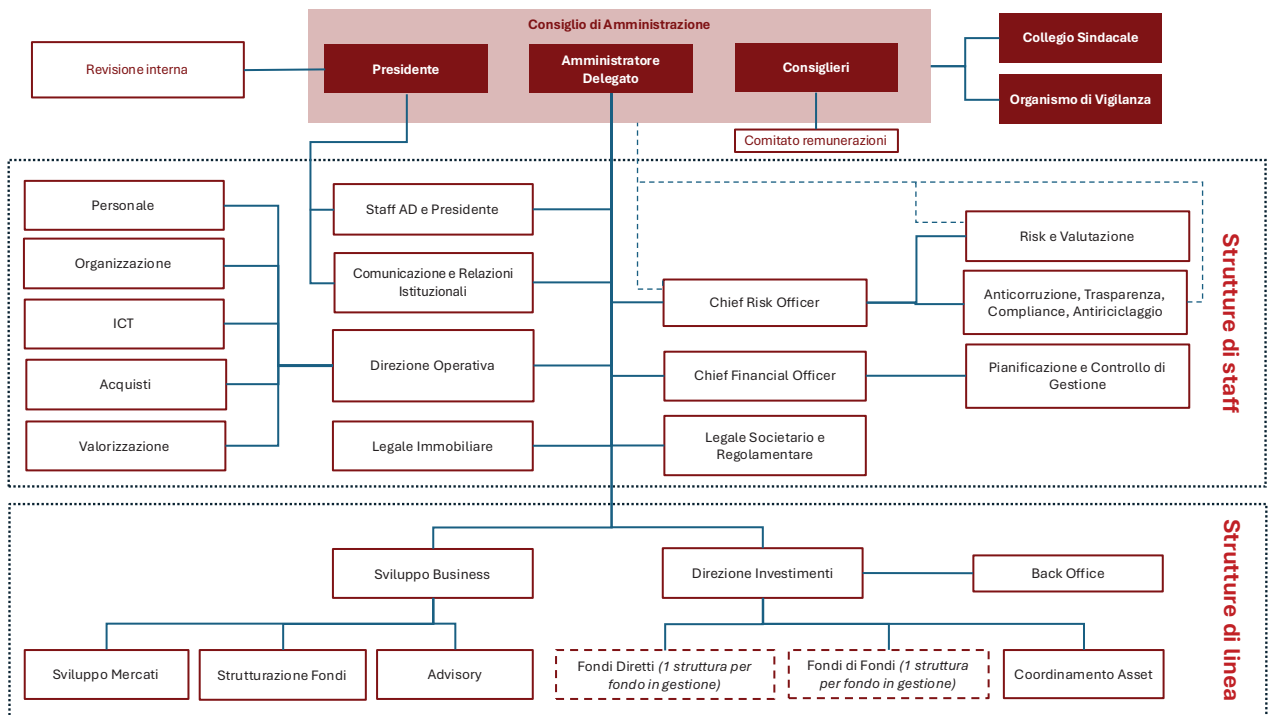 Consiglio di Amministrazione
Revisione interna
Presidente
Amministratore
Delegato
Consiglieri
Collegio Sindacale
Organismo di Vigilanza
Comitato remunerazioni
Strutture di staff
Personale
Organizzazione
ICT
Acquisti
Valorizzazione
Staff AD e Presidente
Comunicazione e Relazioni
Istituzionali
Direzione Operativa
Legale Immobiliare
Chief Risk Officer
Chief Financial Officer
Legale Societario e
Regolamentare
Risk e Valutazione
Anticorruzione, Trasparenza,
Compliance, Antiriciclaggio
Pianificazione e Controllo di
Gestione
Strutture di linea
Sviluppo Business
Direzione Investimenti
Back Office
Sviluppo Mercati
Strutturazione Fondi
Advisory
Fondi Diretti (1 struttura per
fondo in gestione)
Fondi di Fondi (1 struttura
per fondo in gestione)
Coordinamento Asset